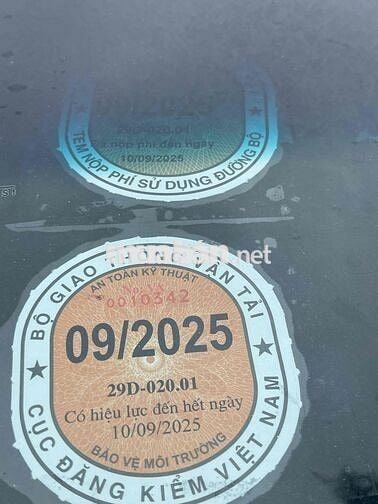 09/2025
29D-020.01
nộp phí đến ngày
10/09/2025
TEM NỘP PHÍ SỬ DỤNG ĐƯỜNG BỘ
BỘ GIAO THÔNG VẬN TẢI
AN TOÀN KỸ THUẬT
0010342
09/2025
29D-020.01
Có hiệu lực đến hết ngày
10/09/2025
BẢO VỆ MÔI TRƯỜNG
CỤC ĐĂNG KIỂM VIỆT NAM